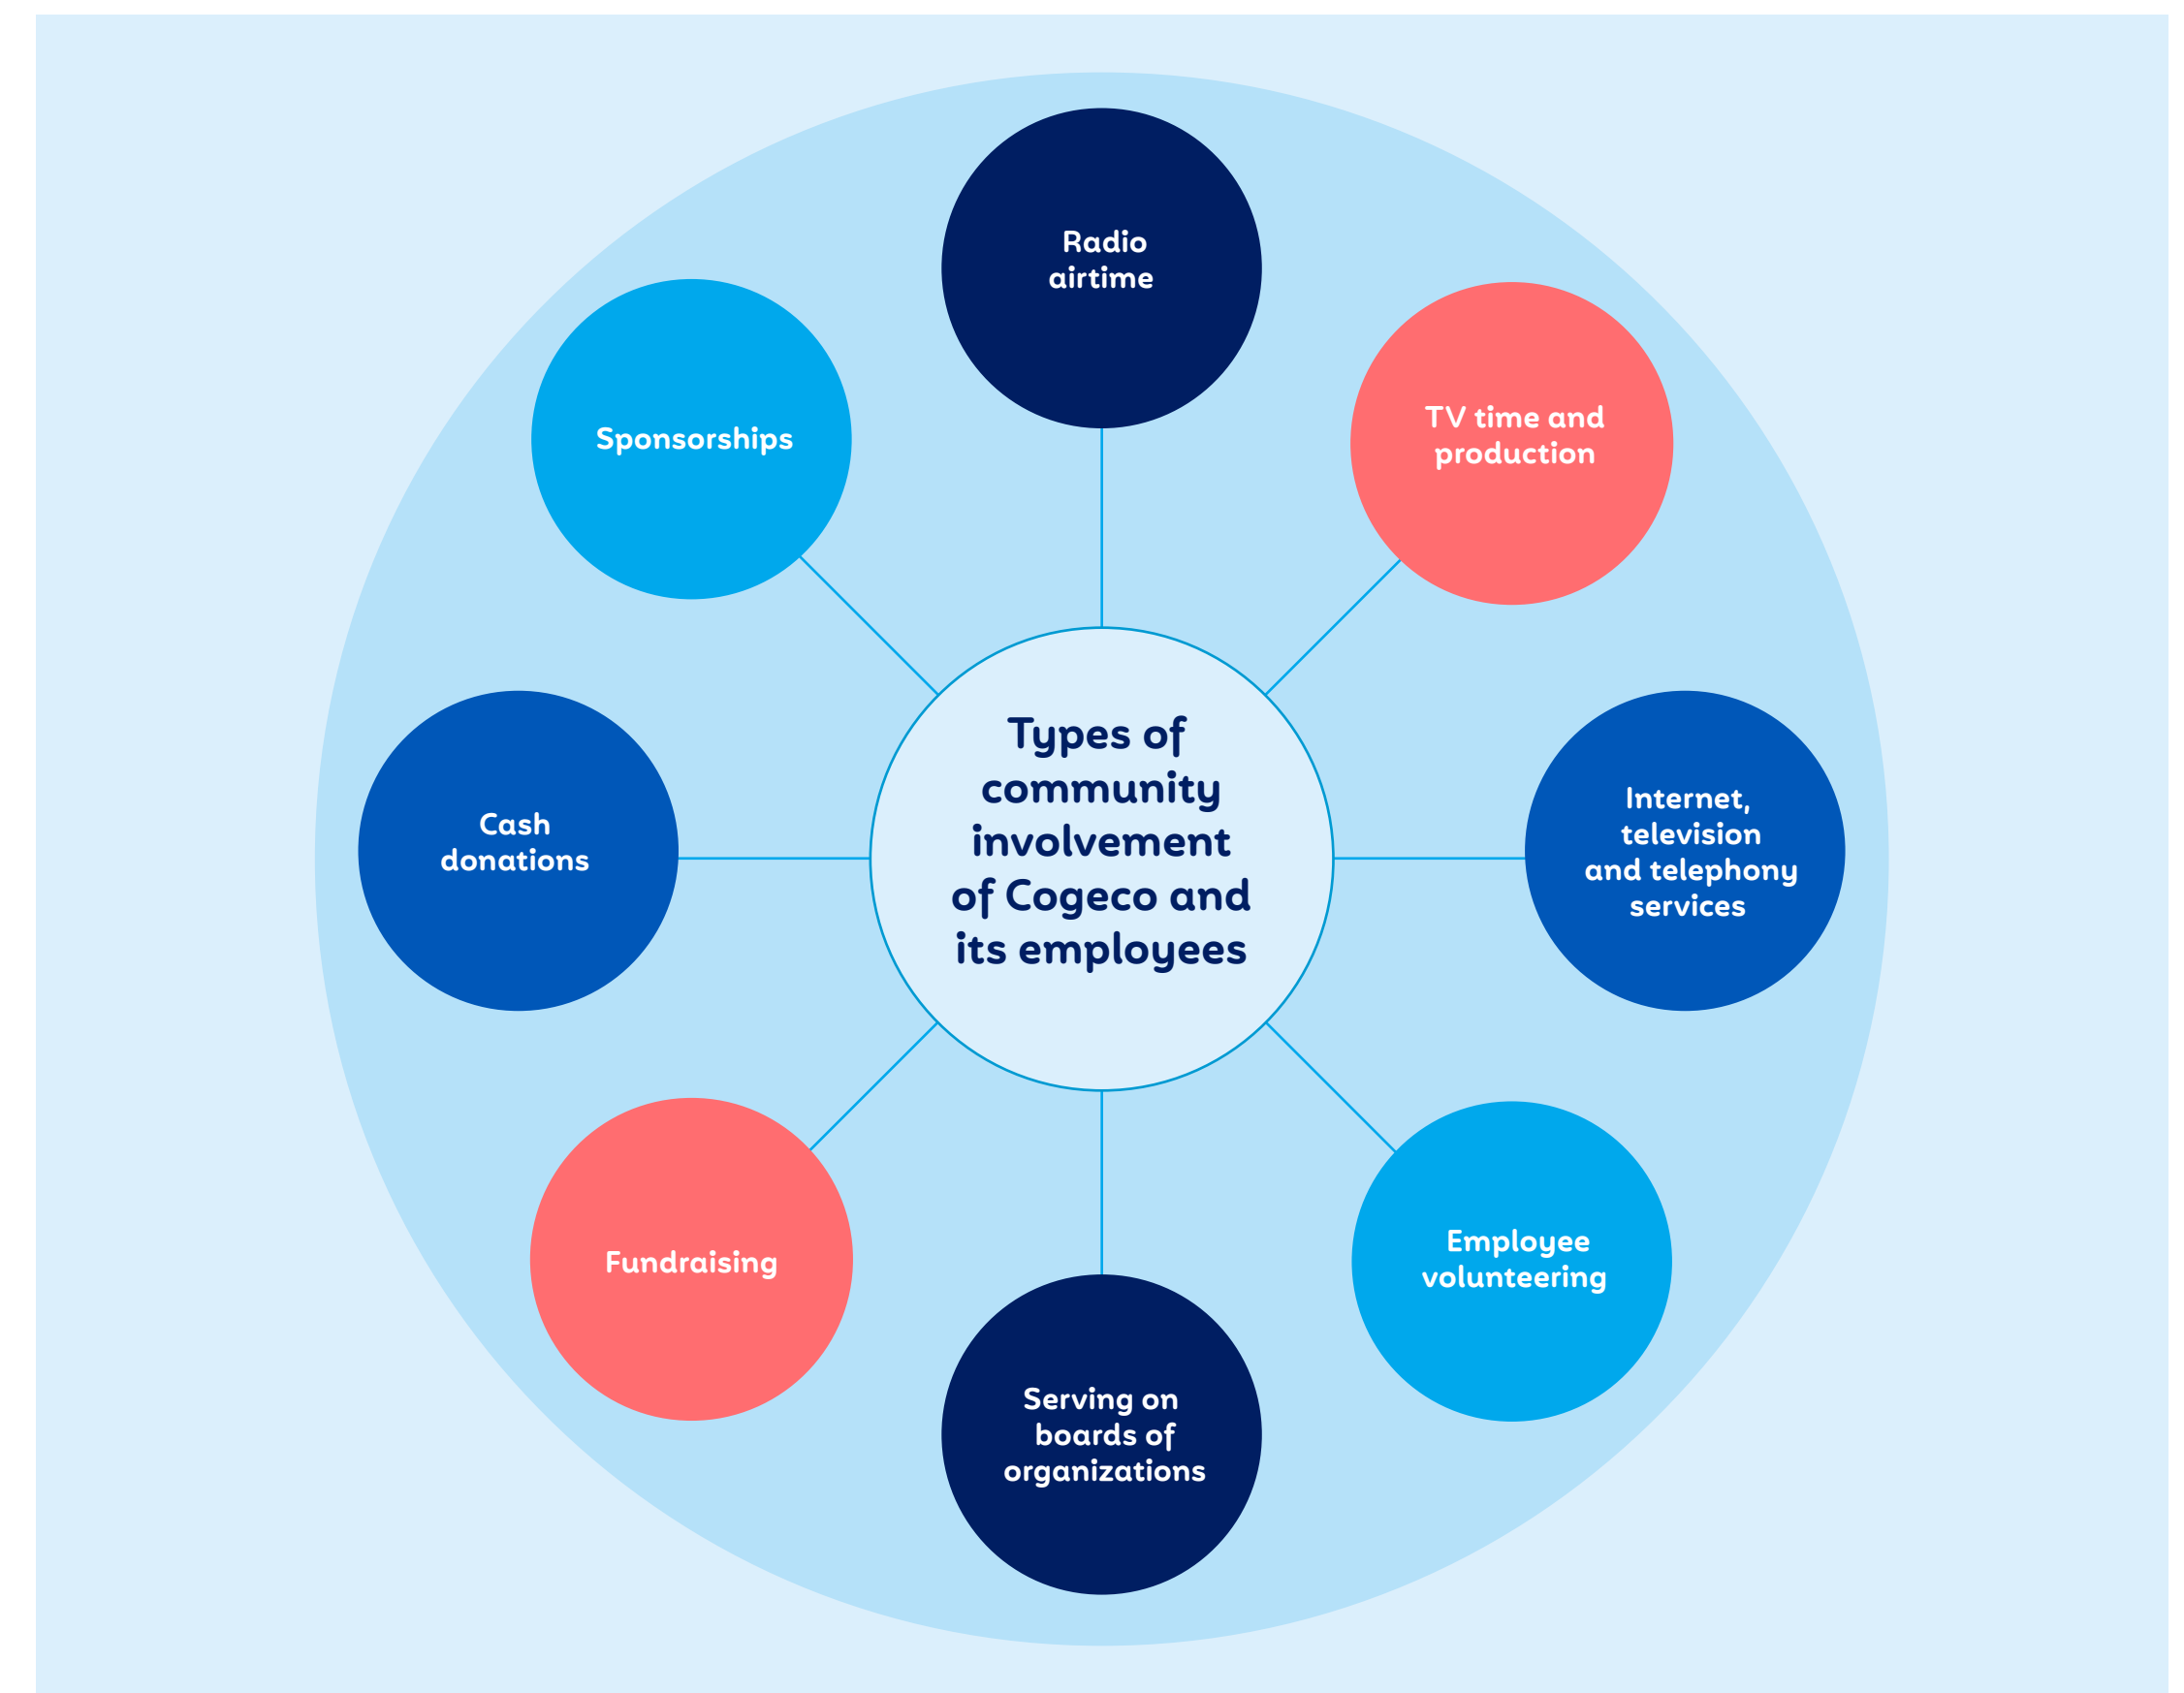 Radio
airtime
TV time and
production
Sponsorships
Types of
community
involvement
of Cogeco and
its employees
Internet,
television
and telephony
services
Cash
donations
Employee
volunteering
Fundraising
Serving on
boards of
organizations